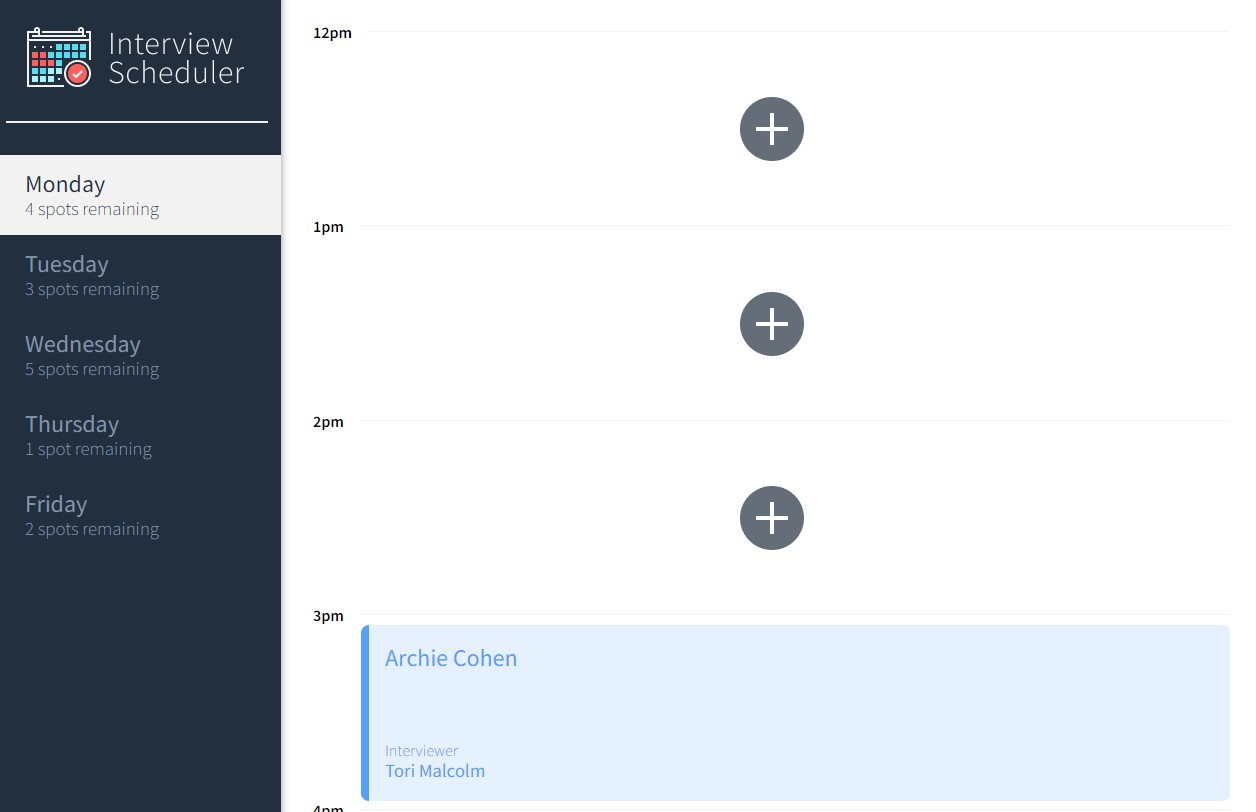 Interview
Scheduler
Monday
4 spots remaining
Tuesday
3 spots remaining
Wednesday
5 spots remaining
Thursday
1 spot remaining
Friday
2 spots remaining
12pm
1pm
2pm
3pm
Archie Cohen
Interviewer
Tori Malcolm
4pm